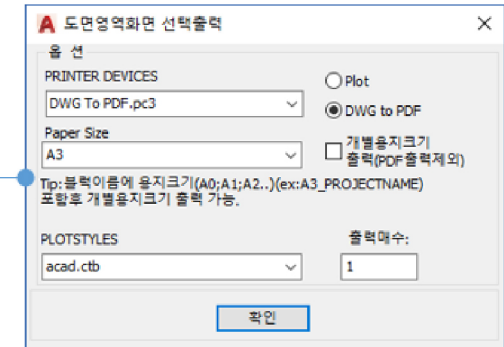 도면영역화면 선택출력
옵 션
PRINTER DEVICES
Plot
DWG To PDF.pc3
DWG to PDF
Paper Size
개별용지크기
출력(PDF출력제외)
A3
Tip:블럭이름에 용지크기(A0;A1;A2..)(ex:A3_PROJECTNAME)
포함후 개별용지크기 출력 가능.
PLOTSTYLES
출력매수:
acad.ctb
1
확인